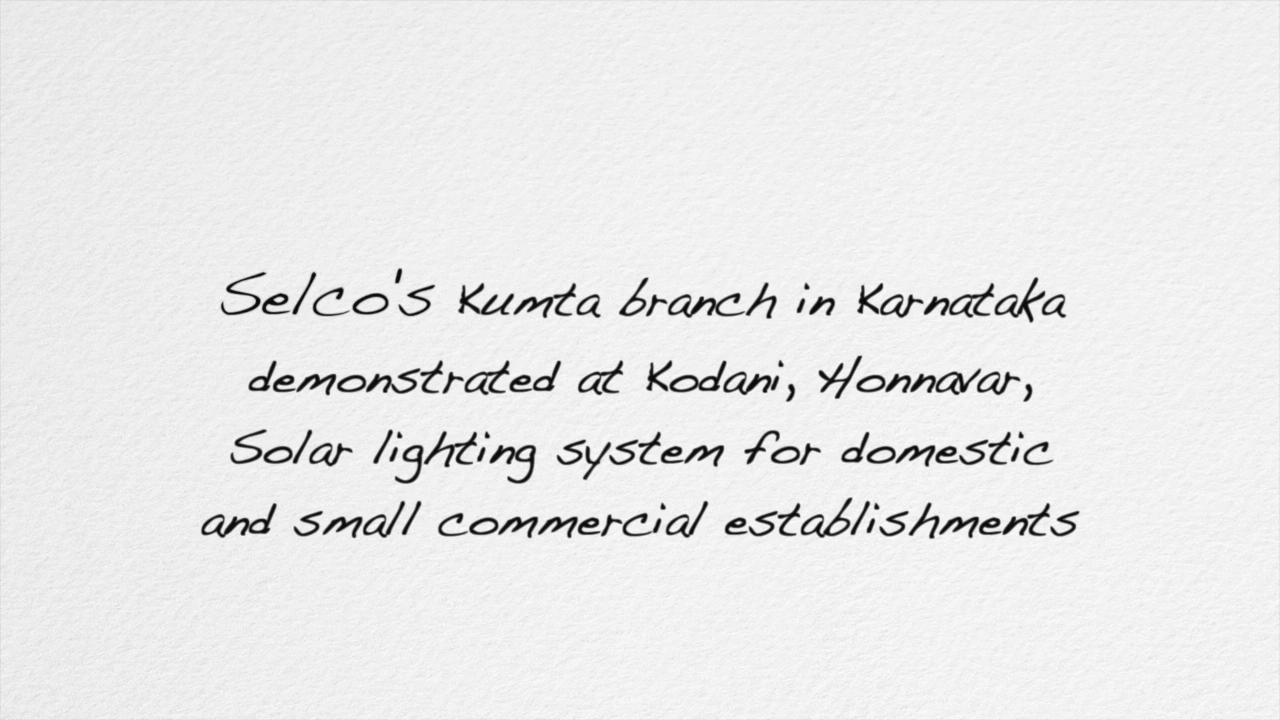 Selco's Kumta branch in Karnataka
demonstrated at Kodani, Honnavar,
Solar lighting system for domestic
and small commercial establishments